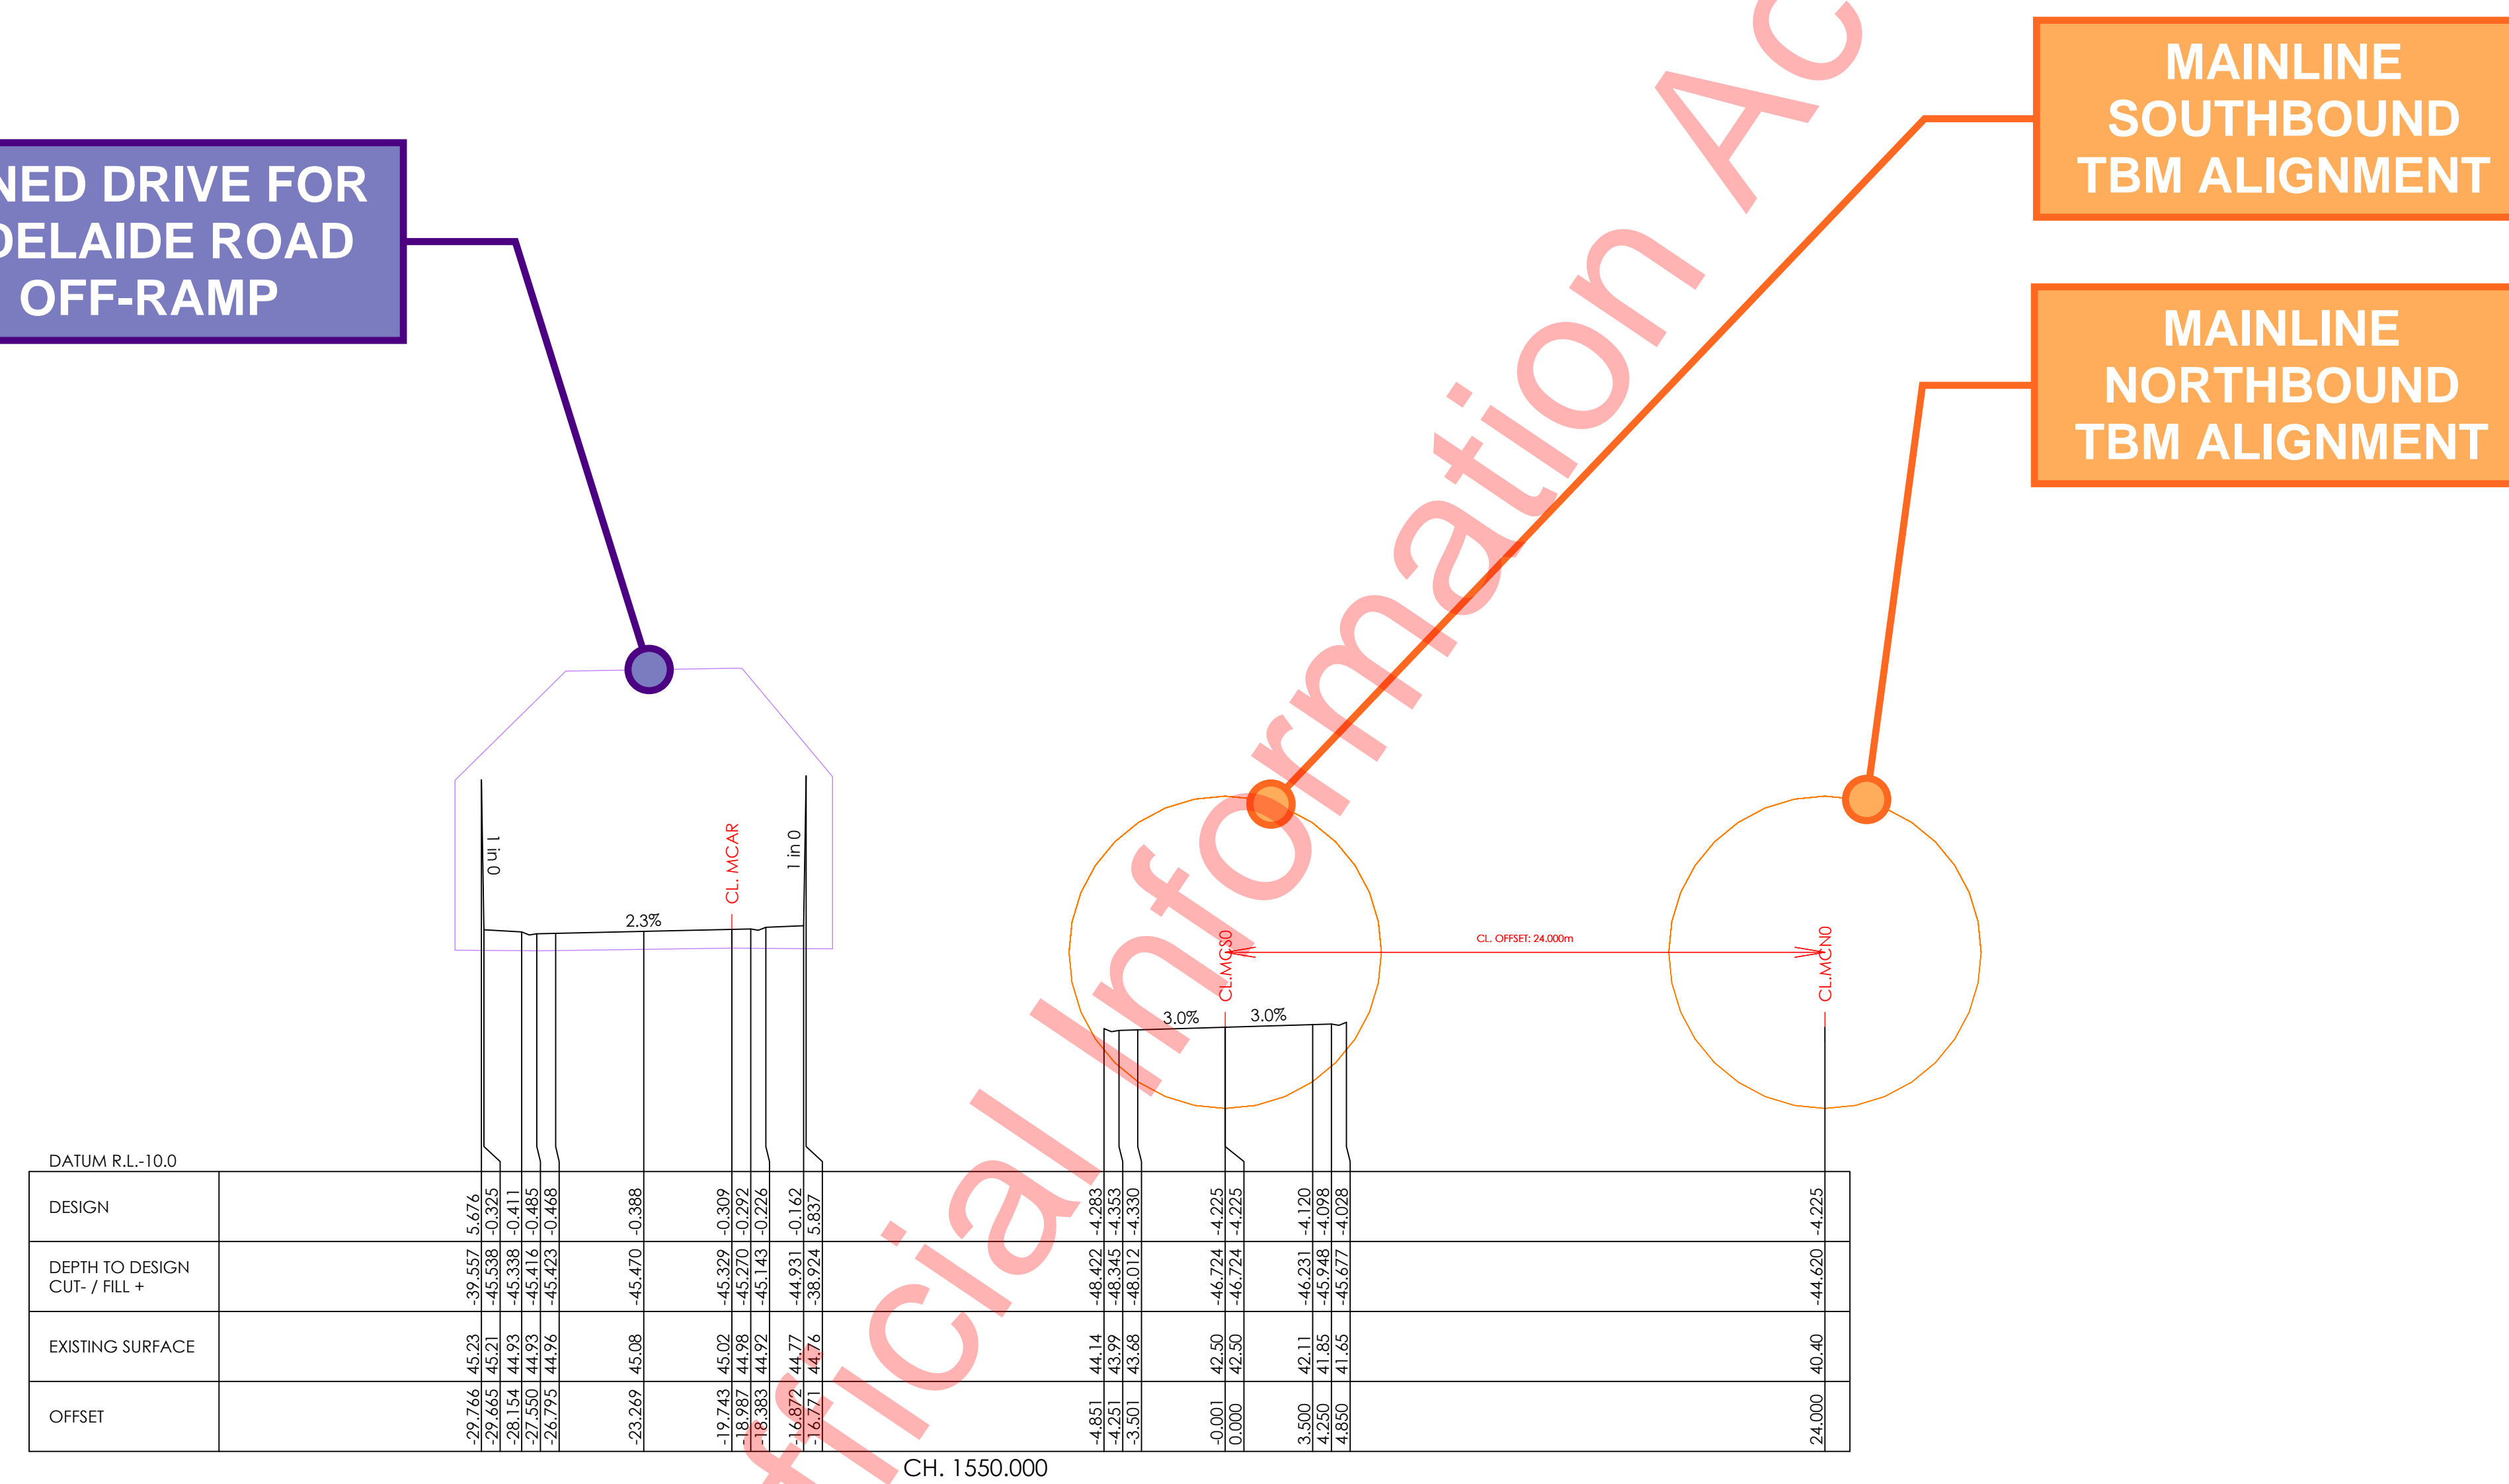 MAINLINE
SOUTHBOUND
TBM ALIGNMENT
NED DRIVE FOR
DELAIDE ROAD
OFF-RAMP
MAINLINE
NORTHBOUND
TBM ALIGNMENT
fficial Information Ac
1 in 0
CL. MCAR
1 in 0
2.3%
CL.MCS0
CL. OFFSET: 24.000m
CL.MCN0
3.0% 3.0%
DATUM R.L.-10.0
DESIGN 5.676 -0.325 -0.411 -0.485 -0.468 -0.388 -0.309 -0.292 -0.226 -0.162 5.837 -4.283 -4.353 -4.330 -4.225 -4.225 -4.120 -4.098 -4.028 -4.225
DEPTH TO DESIGN
CUT- / FILL + -39.557 -45.538 -45.338 -45.416 -45.423 -45.470 -45.329 -45.270 -45.143 -44.931 -38.924 -48.422 -48.345 -48.012 -46.724 -46.724 -46.231 -45.948 -45.677 -44.620
EXISTING SURFACE 45.23 45.21 44.93 44.93 44.96 45.08 45.02 44.98 44.92 44.77 44.76 44.14 43.99 43.68 42.50 42.50 42.11 41.85 41.65 40.40
OFFSET -29.766 -29.665 -28.154 -27.550 -26.795 -23.269 -19.743 -18.987 -18.383 -16.872 -16.771 -4.851 -4.251 -3.501 -0.001 0.000 3.500 4.250 4.850 24.000
CH. 1550.000